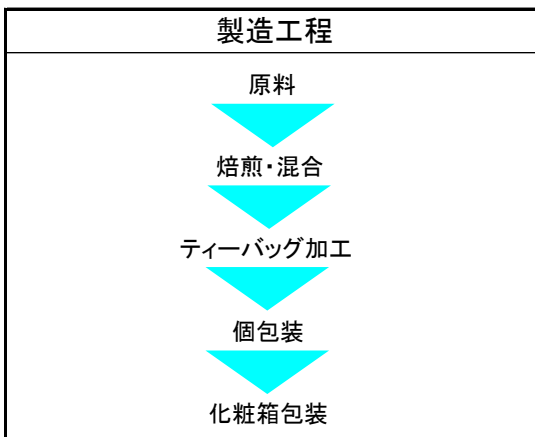 製造工程
原料
焙煎・混合
ティーバッグ加工
個包装
化粧箱包装